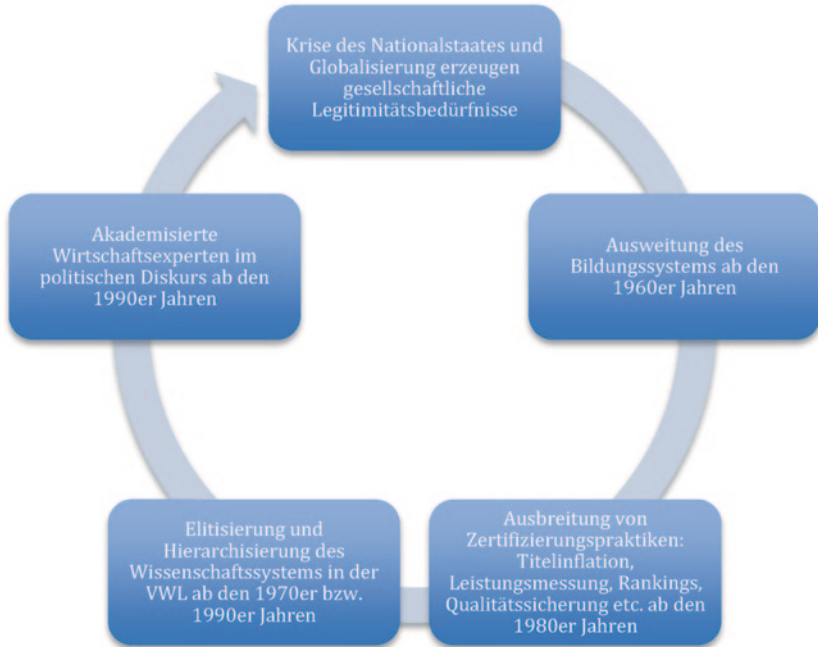 Krise des Nationalstaates und
Globalisierung erzeugen
gesellschaftliche
Legitimitätsbedürfnisse
Ausweitung des
Bildungssystems ab den
1960er Jahren
Ausbreitung von
Zertifizierungspraktiken:
Titelinflation,
Leistungsmessung, Rankings,
Qualitätssicherung etc. ab den
1980er Jahren
Elitisierung und
Hierarchisierung des
Wissenschaftssystems in der
VWL ab den 1970er bzw.
1990er Jahren
Akademisierte
Wirtschaftsexperten im
politischen Diskurs ab den
1990er Jahren